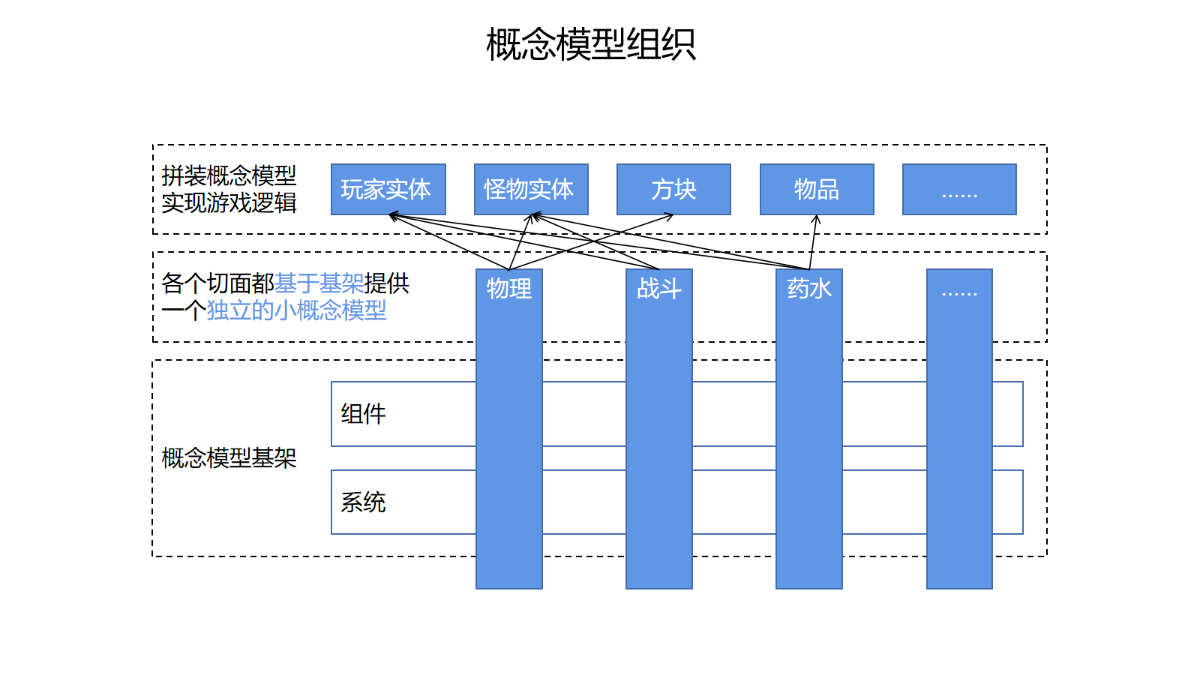 概念模型组织
拼装概念模型
实现游戏逻辑
玩家实体
怪物实体
方块
物品
......
各个切面都基于基架提供
一个独立的小概念模型
物理
战斗
药水
......
概念模型基架
组件
系统